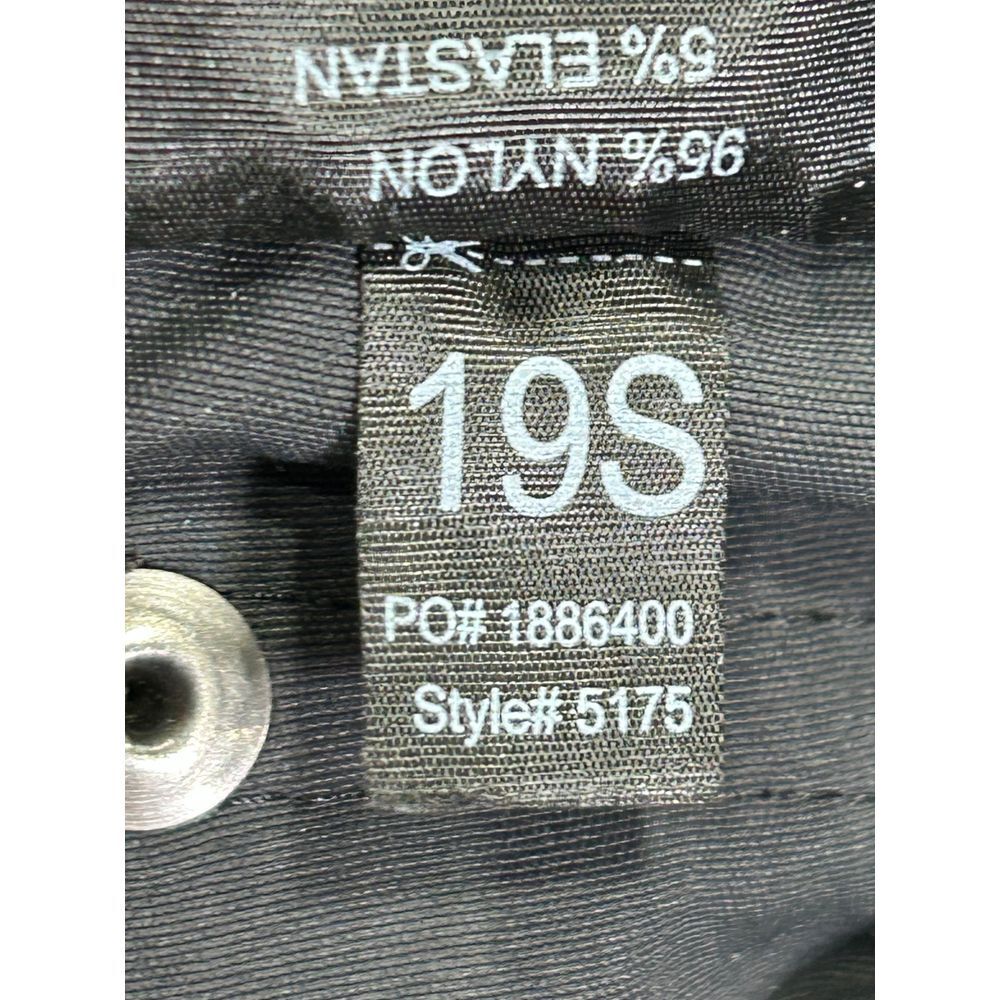 95% NYLON
5% ELASTAN
19S
PO# 1886400
Style# 5175